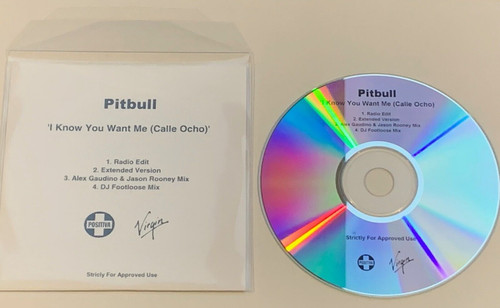 Pitbull
'I Know You Want Me (Calle Ocho)'
1. Radio Edit
2. Extended Version
3. Alex Gaudino & Jason Rooney Mix
4. DJ Footloose Mix
POSITIVA
Virgin
Strictly For Approved Use
Pitbull
I Know You Want Me (Calle Ocho)
1. Radio Edit
2. Extended Version
3. Alex Gaudino & Jason Rooney Mix
4. DJ Footloose Mix
POSITIVA
Virgin
Strictly For Approved Use